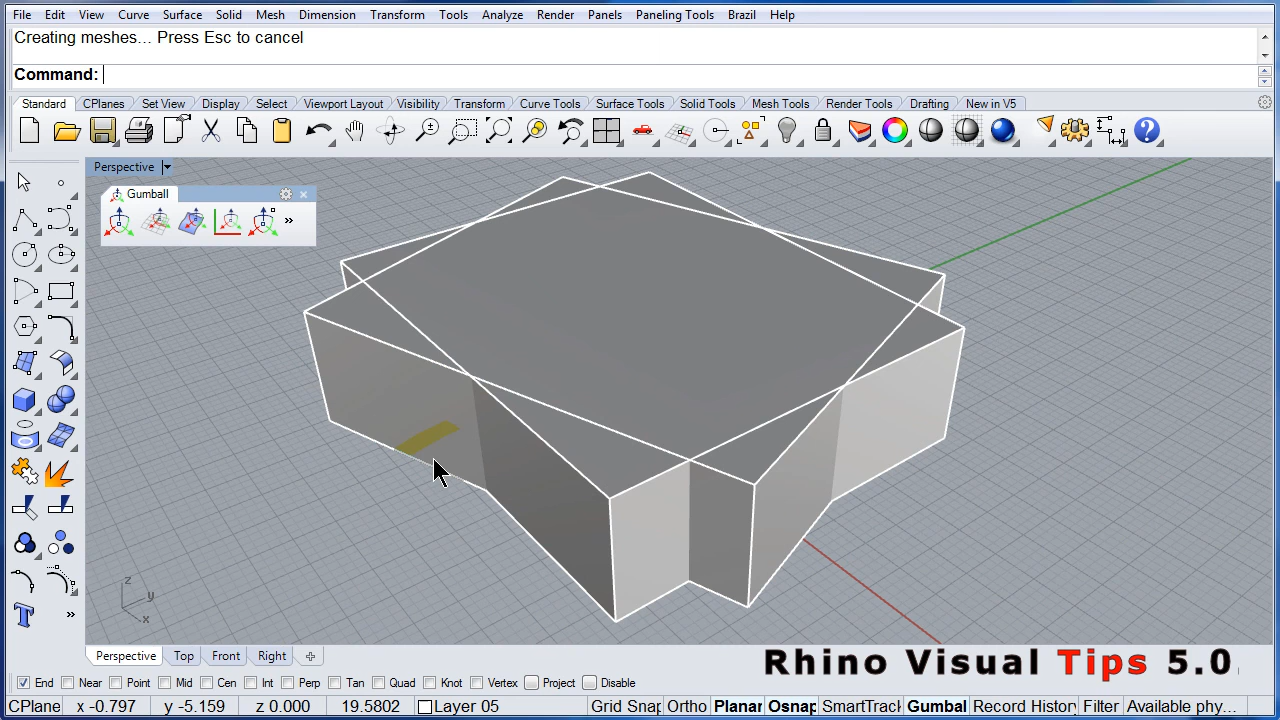 File Edit View Curve Surface Solid Mesh Dimension Transform Tools Analyze Render Panels Paneling Tools Brazil Help
Creating meshes... Press Esc to cancel
Command:
Standard CPlanes Set View Display Select Viewport Layout Visibility Transform Curve Tools Surface Tools Solid Tools Mesh Tools Render Tools Drafting New in V5
Perspective
Gumball
»
z
y
x
»
Perspective Top Front Right
Rhino Visual Tips 5.0
End Near Point Mid Cen Int Perp Tan Quad Knot Vertex Project Disable
CPlane x -0.797 y -5.159 z 0.000 19.5802 Layer 05 Grid Snap Ortho Planar Osnap SmartTrack Gumbal Record History Filter Available phy...